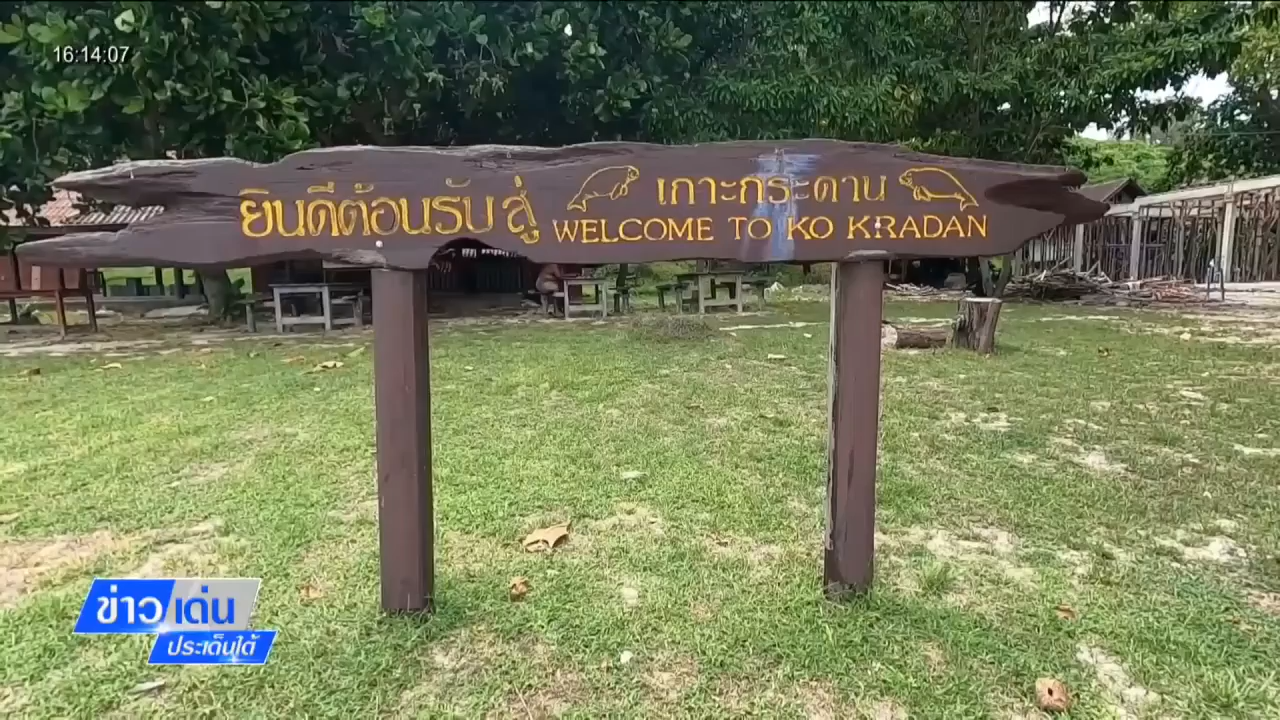 16:14:07
ยินดีต้อนรับ สู่ เกาะกระดาน
WELCOME TO KO KRADAN
ข่าวเด่น
ประเด็นใต้